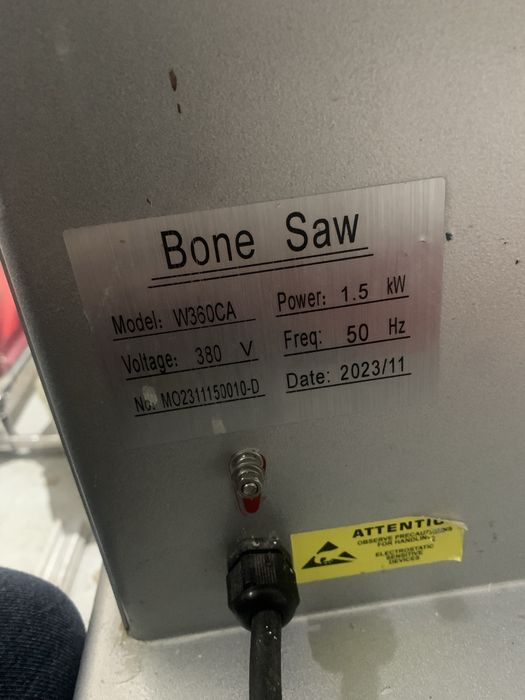 Bone Saw
Model: W360CA Power: 1.5 kW
Voltage: 380 V Freq: 50 Hz
No: MO2311150010-D Date: 2023/11
ATTENTIO
OBSERVE PRECAUTIONS
FOR HANDLING
ELECTROSTATIC
SENSITIVE
DEVICES